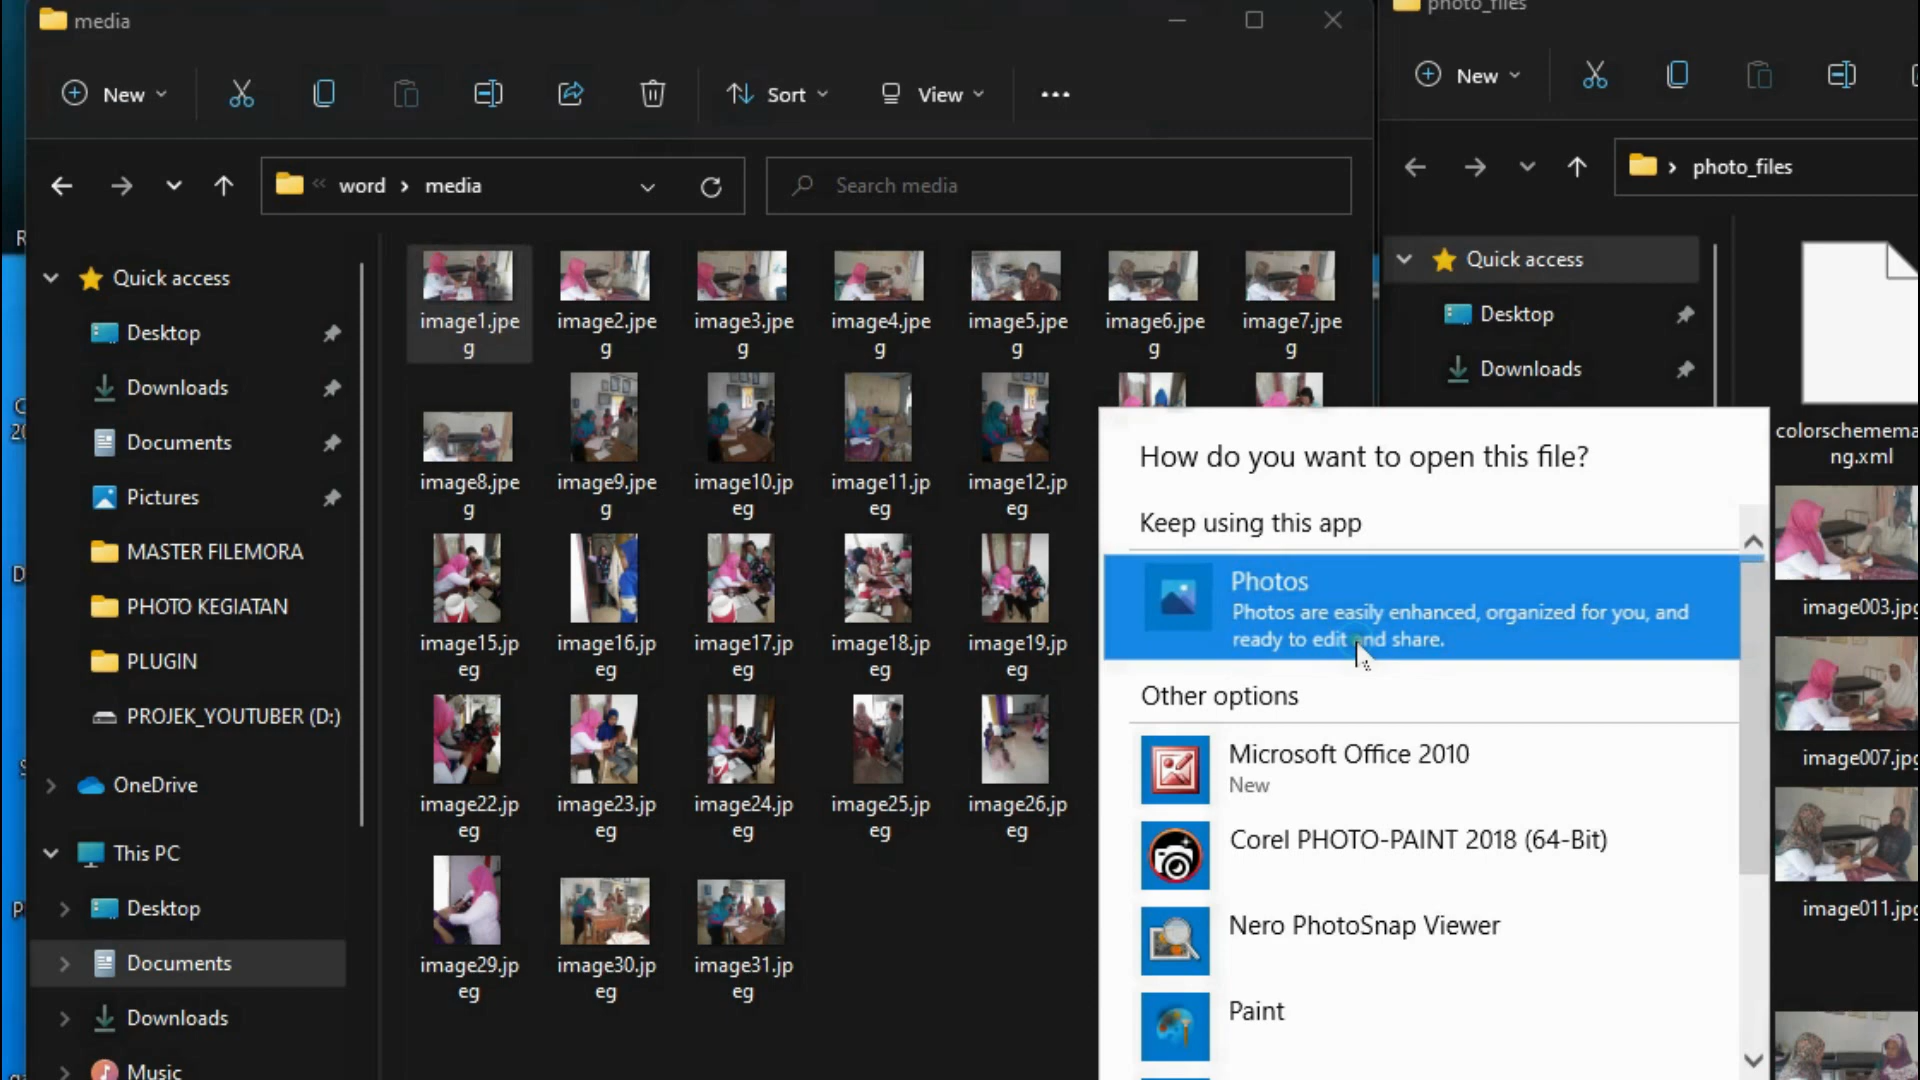 media
New
Sort
View
word
media
Search media
Quick access
Desktop
Downloads
Documents
Pictures
MASTER FILEMORA
PHOTO KEGIATAN
PLUGIN
PROJEK_YOUTUBER (D:)
OneDrive
This PC
Desktop
Documents
Downloads
Music
image1.jpe
g
image2.jpe
g
image3.jpe
g
image4.jpe
g
image5.jpe
g
image6.jpe
g
image7.jpe
g
image8.jpe
g
image9.jpe
g
image10.jp
eg
image11.jp
eg
image12.jp
eg
image15.jp
eg
image16.jp
eg
image17.jp
eg
image18.jp
eg
image19.jp
eg
image22.jp
eg
image23.jp
eg
image24.jp
eg
image25.jp
eg
image26.jp
eg
image29.jp
eg
image30.jp
eg
image31.jp
eg
photo_files
New
photo_files
Quick access
Desktop
Downloads
colorschemema
ng.xml
image003.jpg
image007.jpg
image011.jpg
How do you want to open this file?
Keep using this app
Photos
Photos are easily enhanced, organized for you, and
ready to edit and share.
Other options
Microsoft Office 2010
New
Corel PHOTO-PAINT 2018 (64-Bit)
Nero PhotoSnap Viewer
Paint